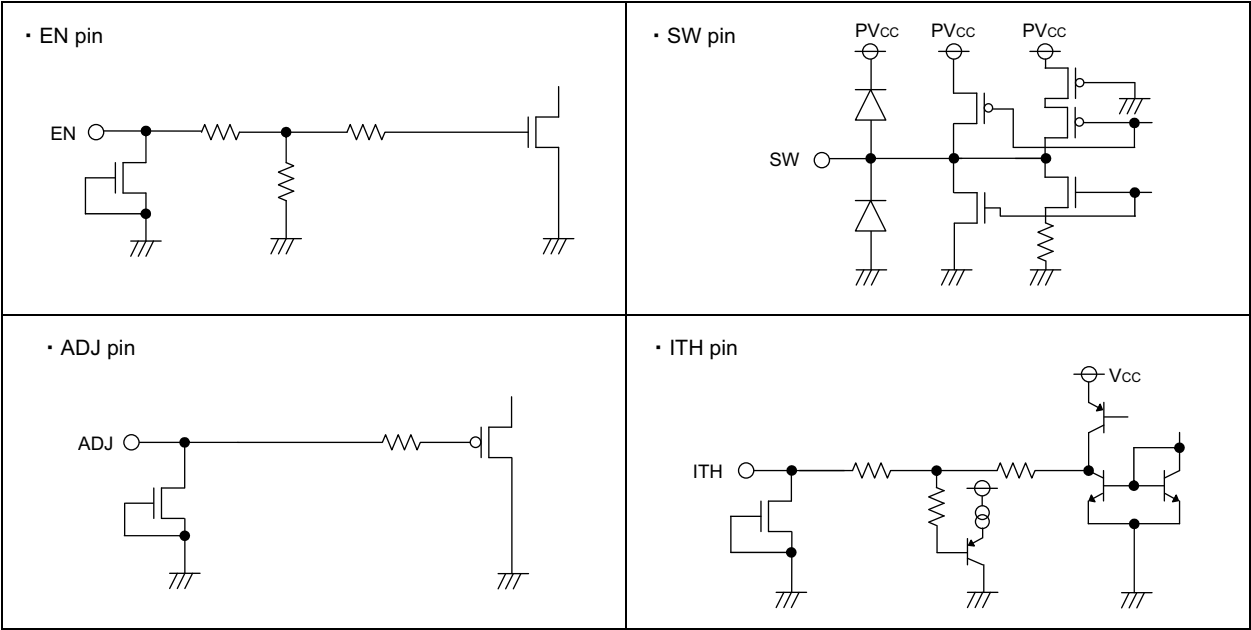 ・EN pin
EN
・SW pin
PVCC PVCC PVCC
SW
・ADJ pin
ADJ
・ITH pin
VCC
ITH